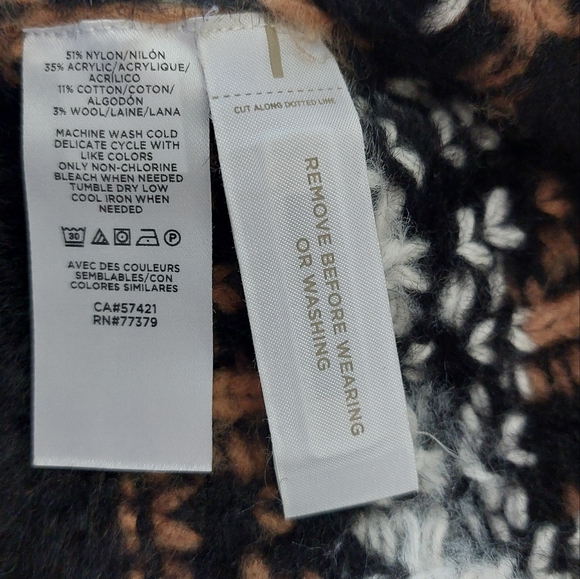 51% NYLON/NILÓN
35% ACRYLIC/ACRYLIQUE/
ACRÍLICO
11% COTTON/COTON/
ALGODÓN
3% WOOL/LAINE/LANA
MACHINE WASH COLD
DELICATE CYCLE WITH
LIKE COLORS
ONLY NON-CHLORINE
BLEACH WHEN NEEDED
TUMBLE DRY LOW
COOL IRON WHEN
NEEDED
30 P
AVEC DES COULEURS
SEMBLABLES/CON
COLORES SIMILARES
CA#57421
RN#77379
CUT ALONG DOTTED LINE
REMOVE BEFORE WEARING
OR WASHING